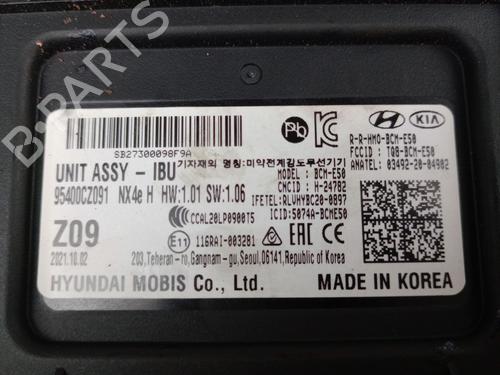 B-PARTS
SB27300098F9A
UNIT ASSY - IBU
기자재의 명칭:미약전계강도무선기기
95400CZ091 NX4e H HW:1.01 SW:1.06
MODEL: BCM-E50
CMCID: H-24782
IFETEL: RLVHYBC20-0897
ICID:5074A-BCME50
HYUNDAI KIA
R-R-HMO-BCM-E50
FCCID: TQ8-BCM-E50
ANATEL: 03492-20-04902
Z09
2021.10.02
CCAL20LP0900T5
E11 116RAI-003281
203, Teheran-ro, Gangnam-gu, Seoul, 06141, Republic of Korea
HYUNDAI MOBIS Co., Ltd.
MADE IN KOREA